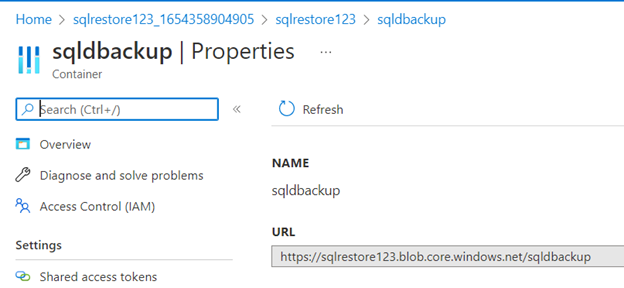 Home > sqlrestore123_1654358904905 > sqlrestore123 > sqldbackup
sqldbackup | Properties ...
Container
Search (Ctrl+/) «
Overview
Diagnose and solve problems
Access Control (IAM)
Settings
Shared access tokens
Refresh
NAME
sqldbackup
URL
https://sqlrestore123.blob.core.windows.net/sqldbackup